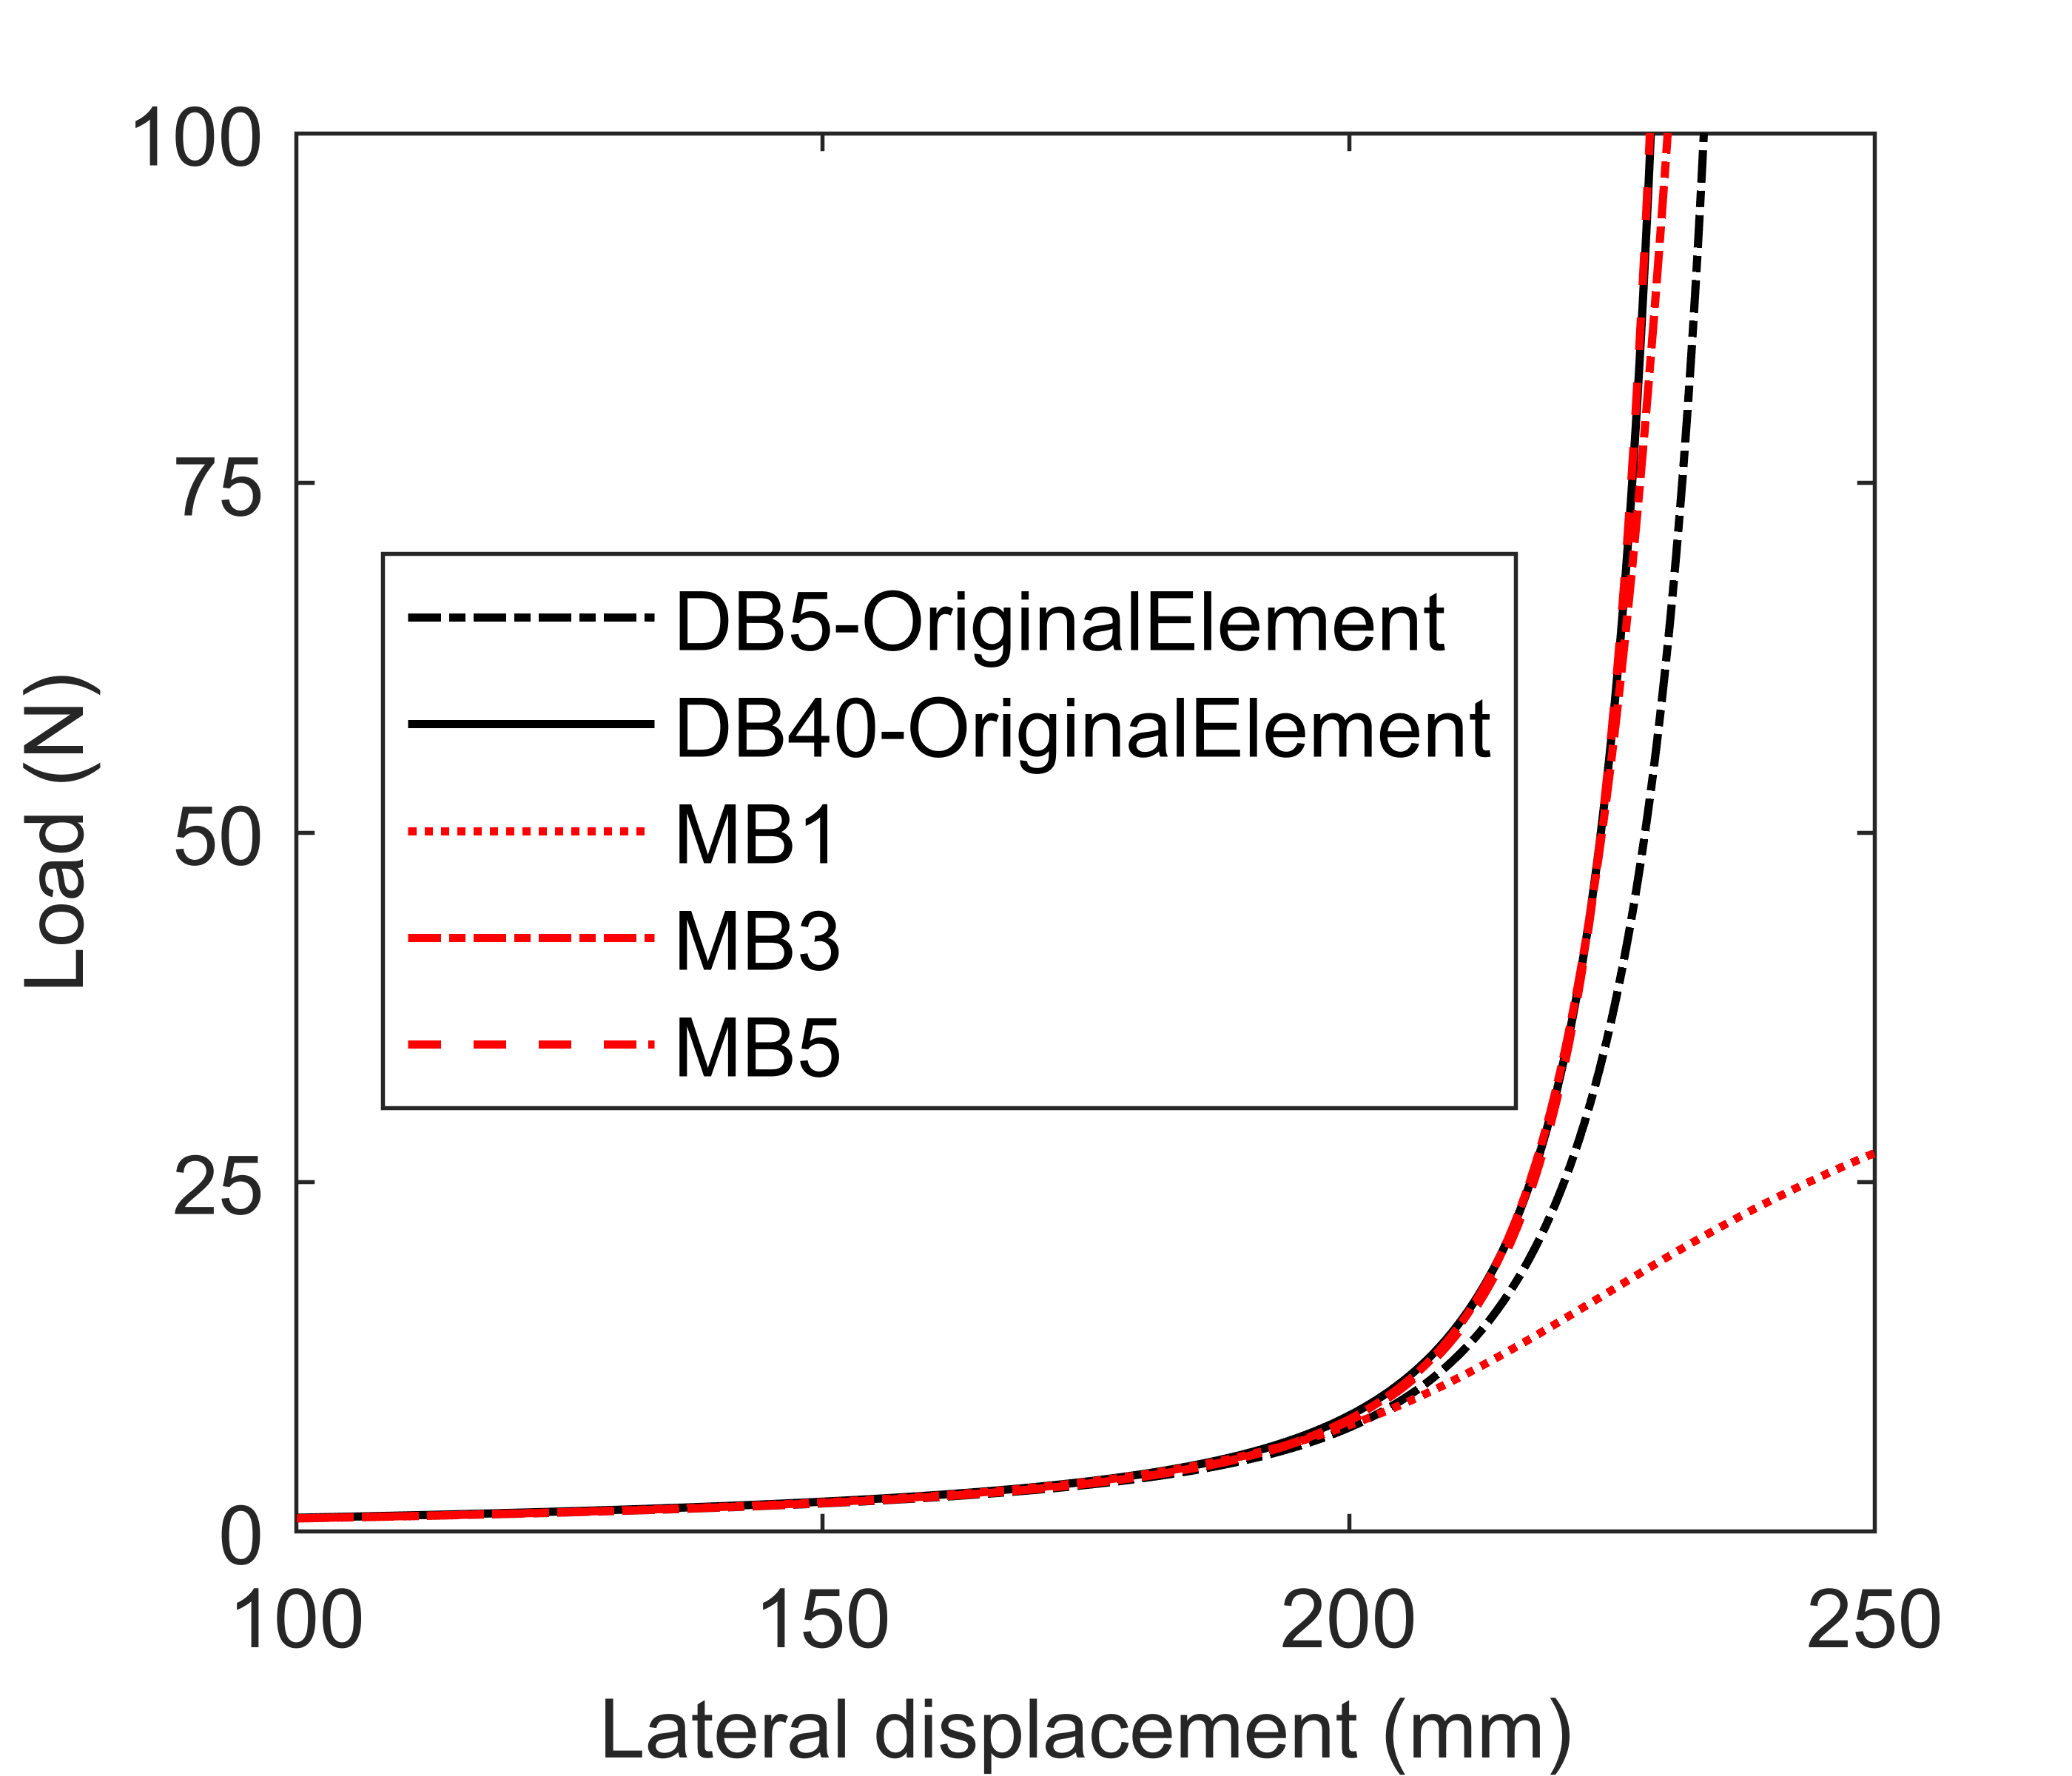 100
75
50
25
0
Load (N)
DB5-OriginalElement
DB40-OriginalElement
MB1
MB3
MB5
100 150 200 250
Lateral displacement (mm)